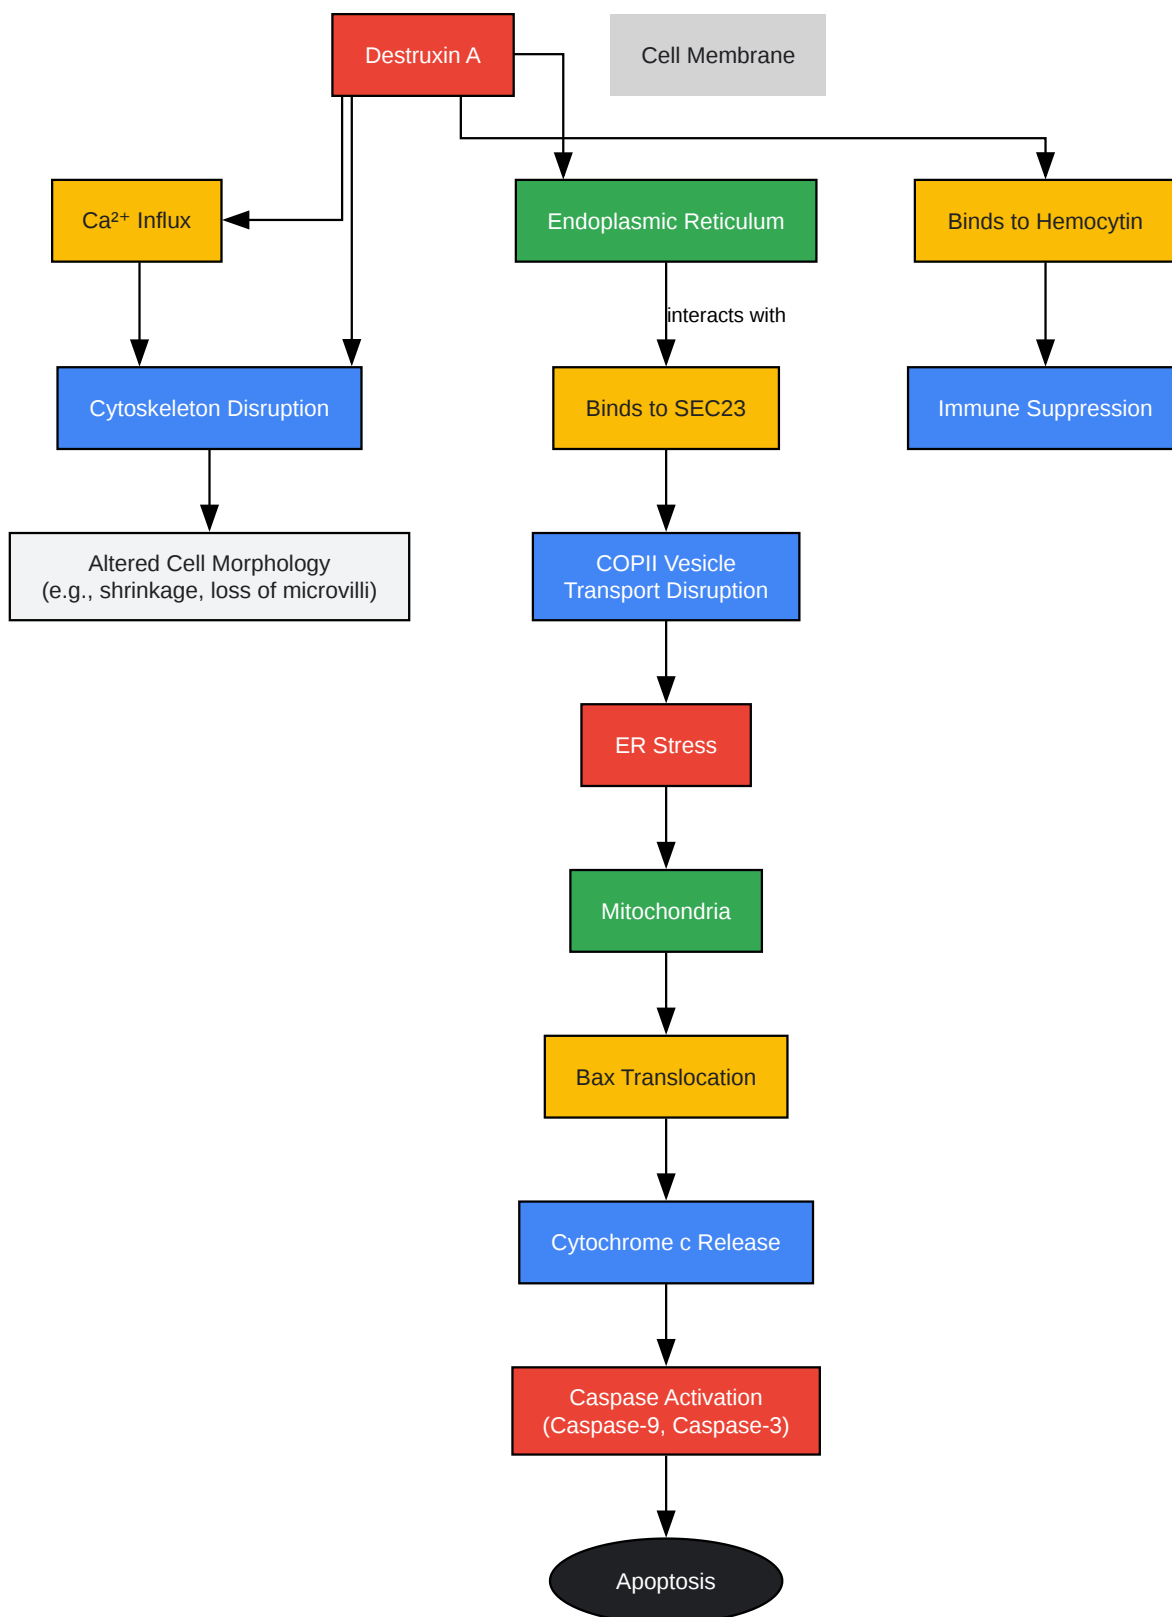 Destruxin A
Cell Membrane
Ca²⁺ Influx
Endoplasmic Reticulum
Binds to Hemocytin
interacts with
Cytoskeleton Disruption
Binds to SEC23
Immune Suppression
Altered Cell Morphology
(e.g., shrinkage, loss of microvilli)
COPII Vesicle
Transport Disruption
ER Stress
Mitochondria
Bax Translocation
Cytochrome c Release
Caspase Activation
(Caspase-9, Caspase-3)
Apoptosis